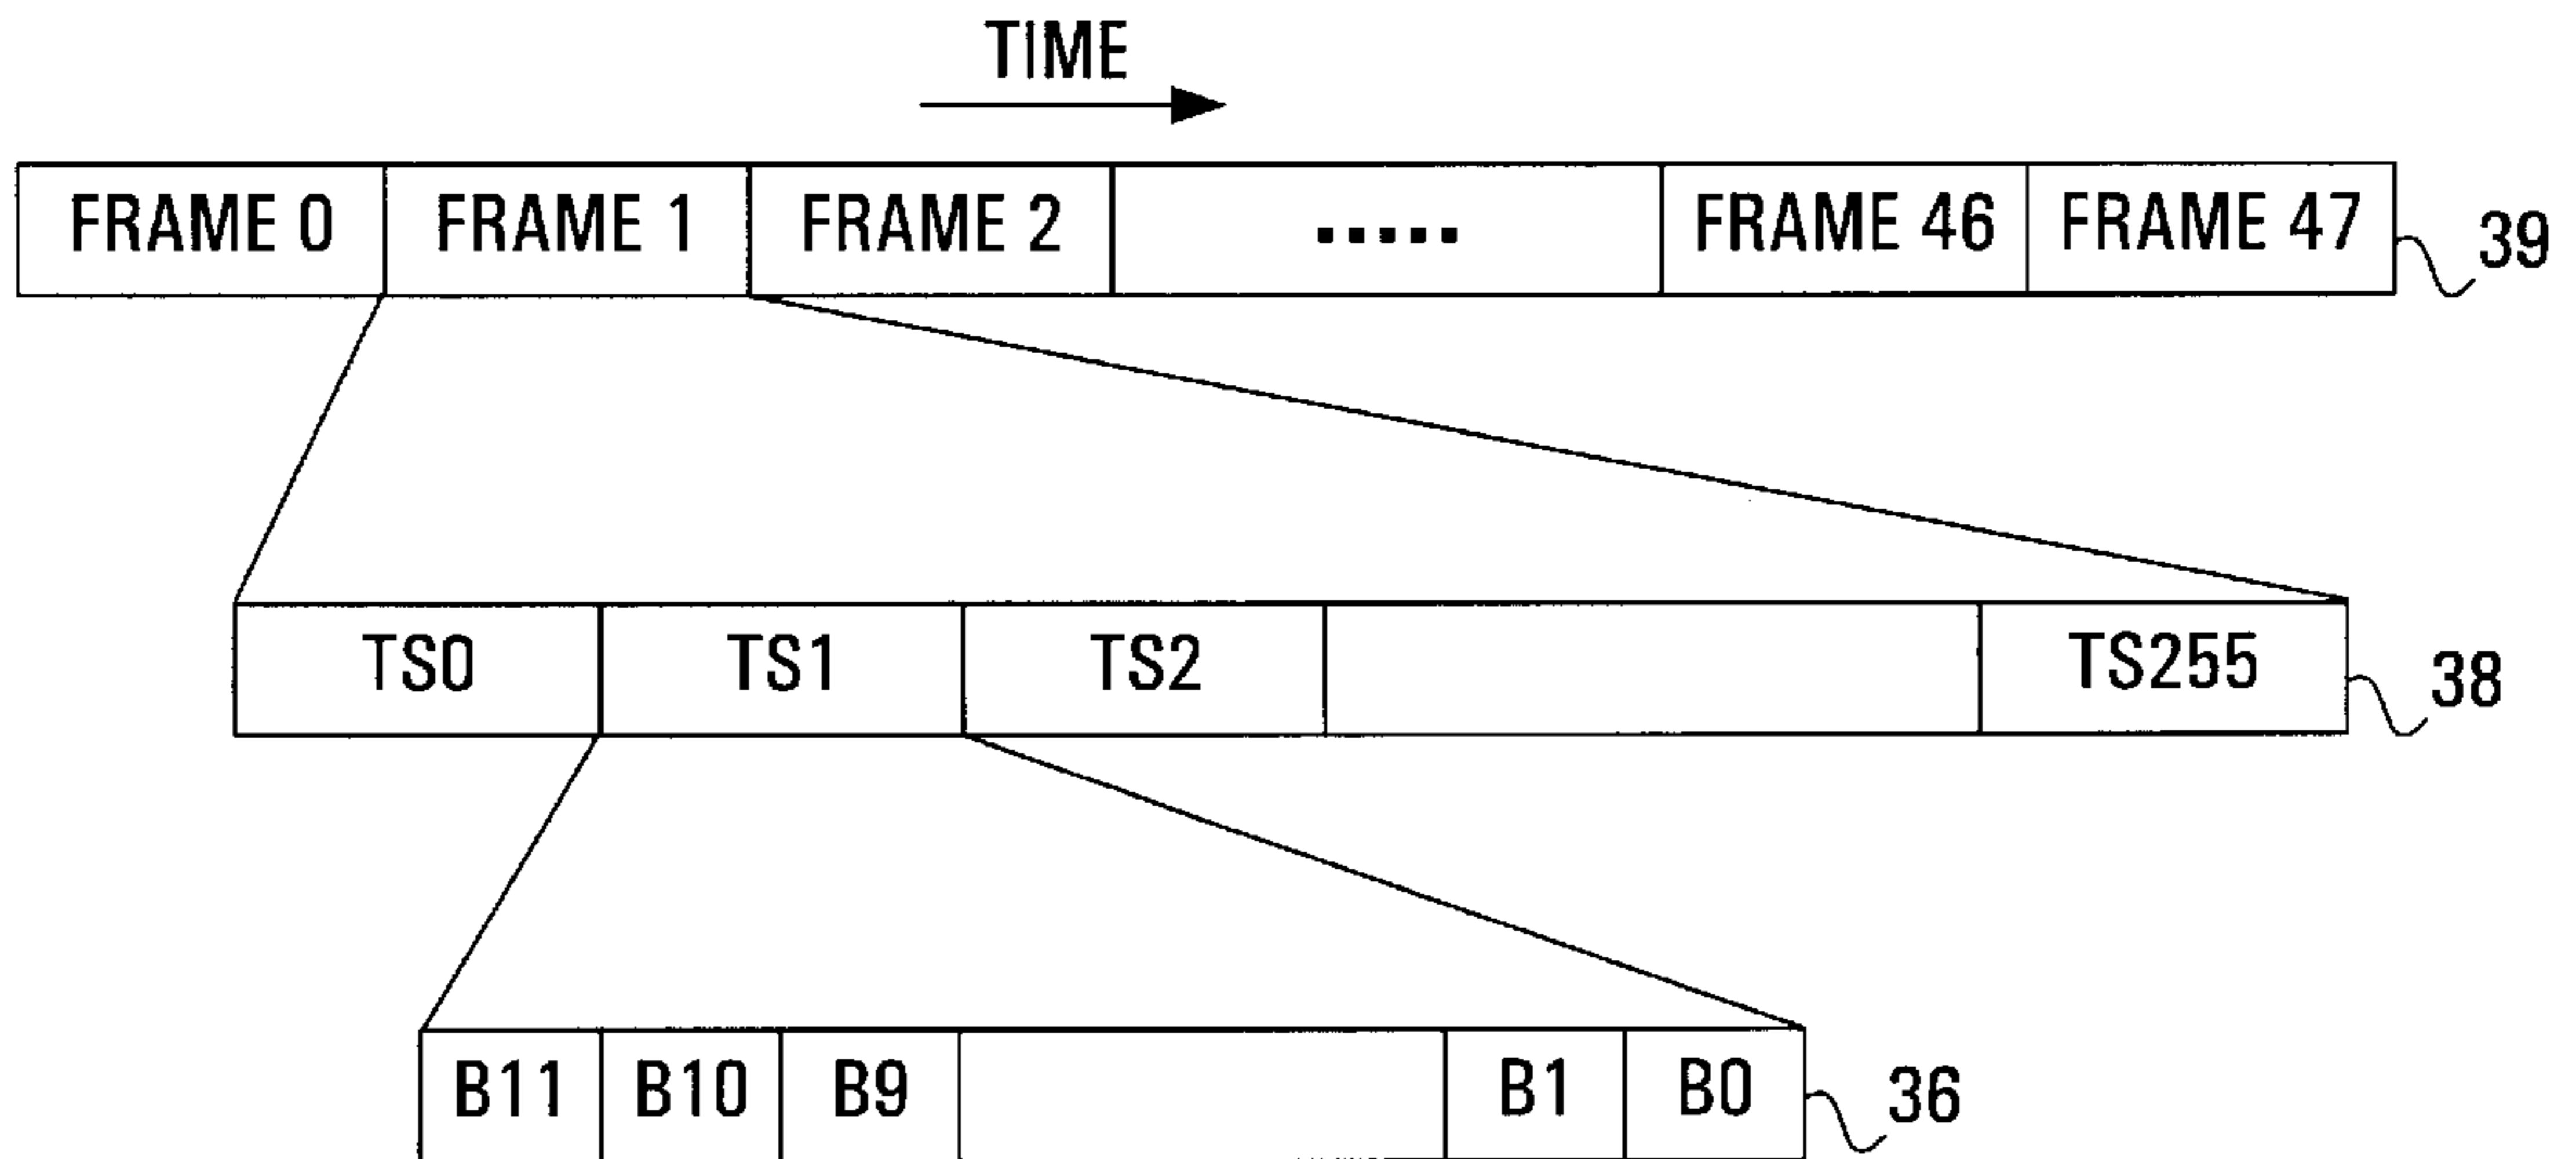 TIME
FRAME 0 FRAME 1 FRAME 2 ..... FRAME 46 FRAME 47 39
TS0 TS1 TS2 TS255 38
B11 B10 B9 B1 B0 36